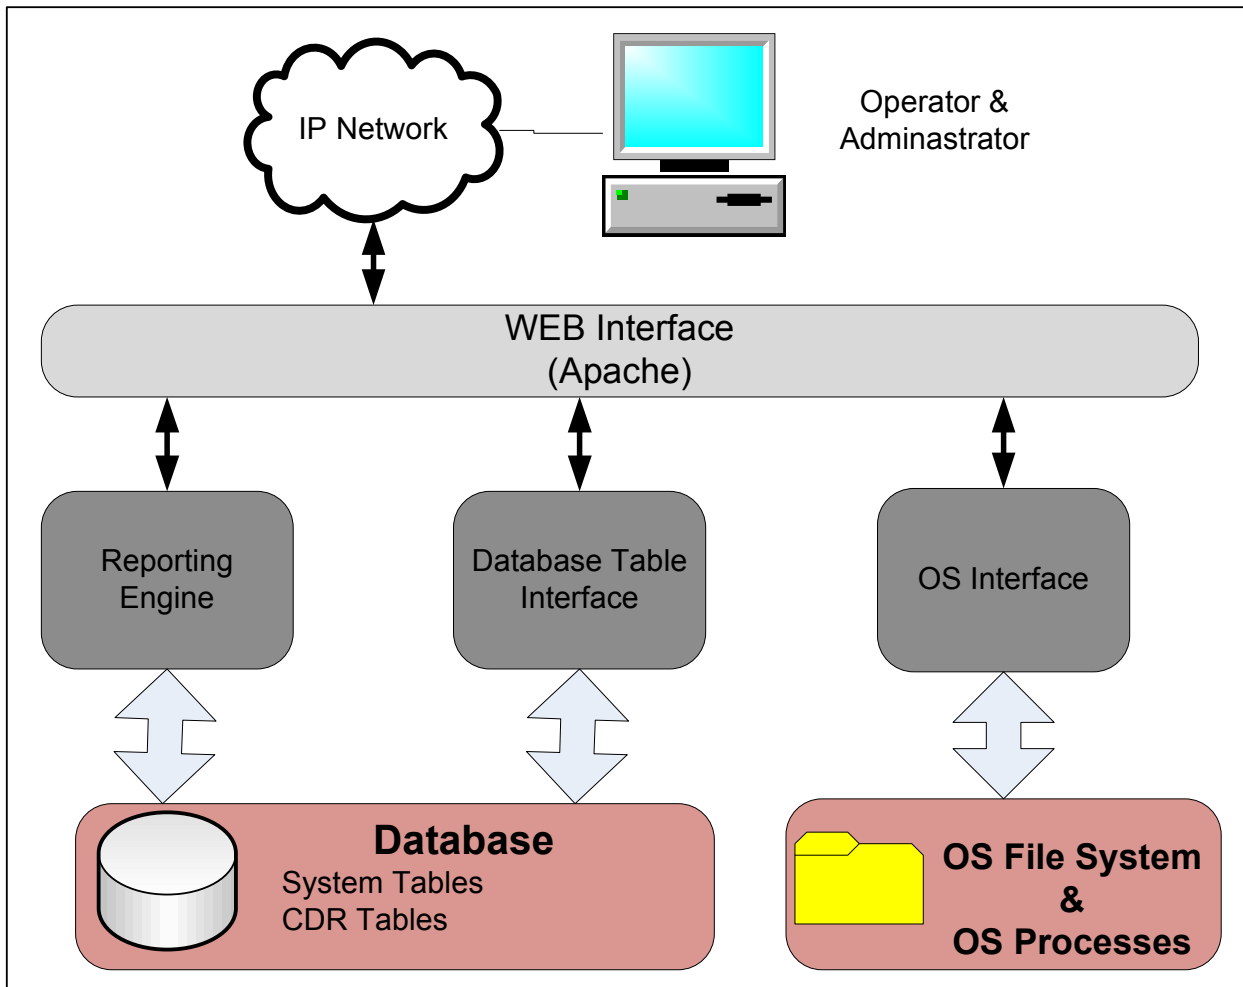 IP Network
Operator &
Adminastrator
WEB Interface
(Apache)
Reporting
Engine
Database Table
Interface
OS Interface
Database
System Tables
CDR Tables
OS File System
&
OS Processes